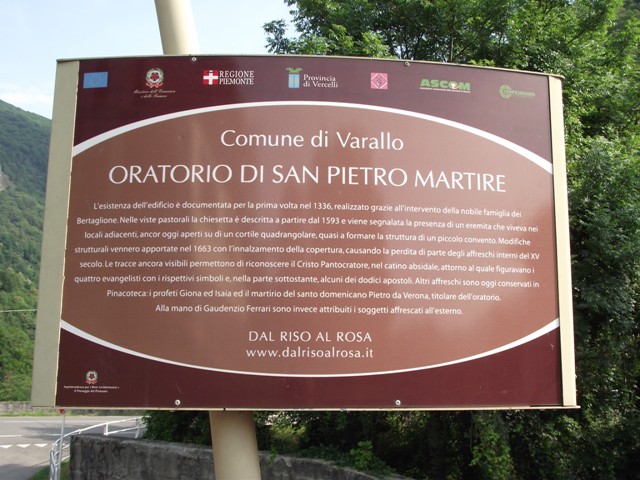 REGIONE
PIEMONTE
Provincia
di Vercelli
ASCOM
Comune di Varallo
ORATORIO DI SAN PIETRO MARTIRE
L'esistenza dell'edificio è documentata per la prima volta nel 1336, realizzato grazie all'intervento della nobile famiglia dei
Bertaglione. Nelle viste pastorali la chiesetta è descritta a partire dal 1593 e viene segnalata la presenza di un eremita che viveva nei
locali adiacenti, ancor oggi aperti su di un cortile quadrangolare, quasi a formare la struttura di un piccolo convento. Modifiche
strutturali vennero apportate nel 1663 con l'innalzamento della copertura, causando la perdita di parte degli affreschi interni del XV
secolo. Le tracce ancora visibili permettono di riconoscere il Cristo Pantocratore, nel catino absidale, attorno al quale figuravano i
quattro evangelisti con i rispettivi simboli e, nella parte sottostante, alcuni dei dodici apostoli. Altri affreschi sono oggi conservati in
Pinacoteca: i profeti Giona ed Isaia ed il martirio del santo domenicano Pietro da Verona, titolare dell'oratorio.
Alla mano di Gaudenzio Ferrari sono invece attribuiti i soggetti affrescati all'esterno.
DAL RISO AL ROSA
www.dalrisoalrosa.it